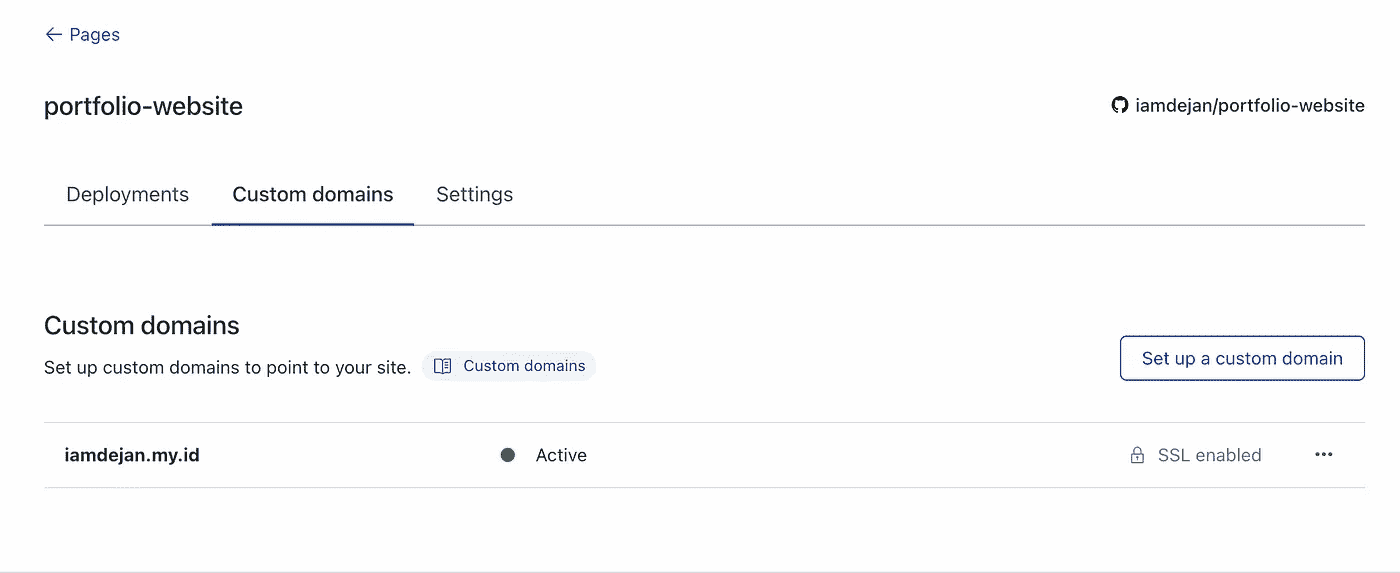 Pages
portfolio-website
iamdejan/portfolio-website
Deployments
Custom domains
Settings
Custom domains
Set up custom domains to point to your site.
Custom domains
Set up a custom domain
iamdejan.my.id
Active
SSL enabled